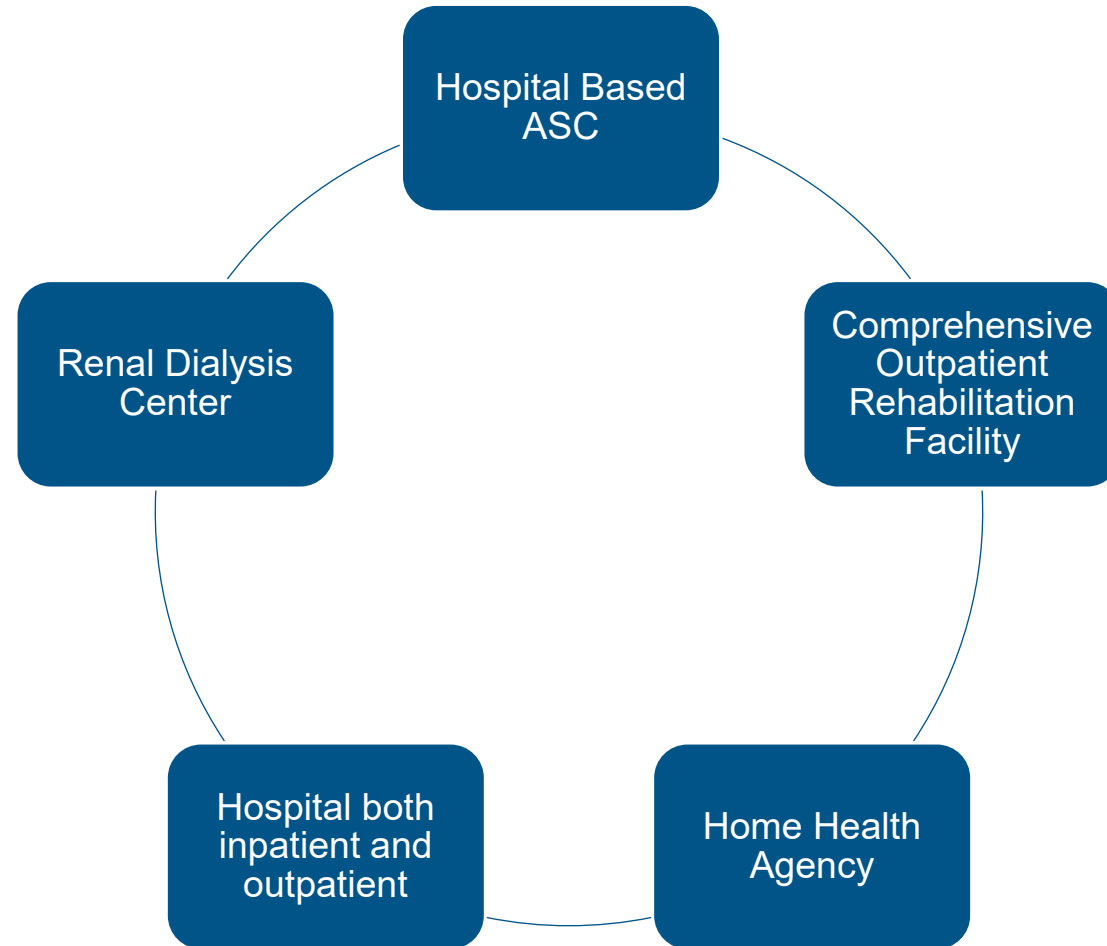 Hospital Based
ASC
Comprehensive
Outpatient
Rehabilitation
Facility
Home Health
Agency
Hospital both
inpatient and
outpatient
Renal Dialysis
Center